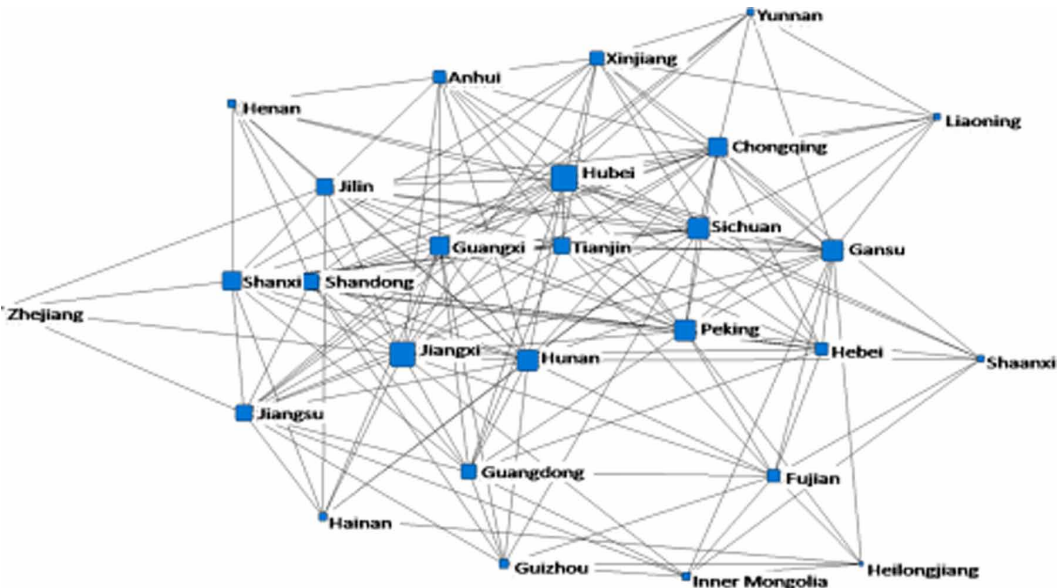 Yunnan
Xinjiang
Anhui
Henan
Liaoning
Chongqing
Hubei
Jilin
Sichuan
Guangxi
Tianjin
Gansu
Shanxi
Shandong
Zhejiang
Peking
Jiangxi
Hunan
Hebei
Shaanxi
Jiangsu
Guangdong
Fujian
Hainan
Guizhou
Heilongjiang
Inner Mongolia